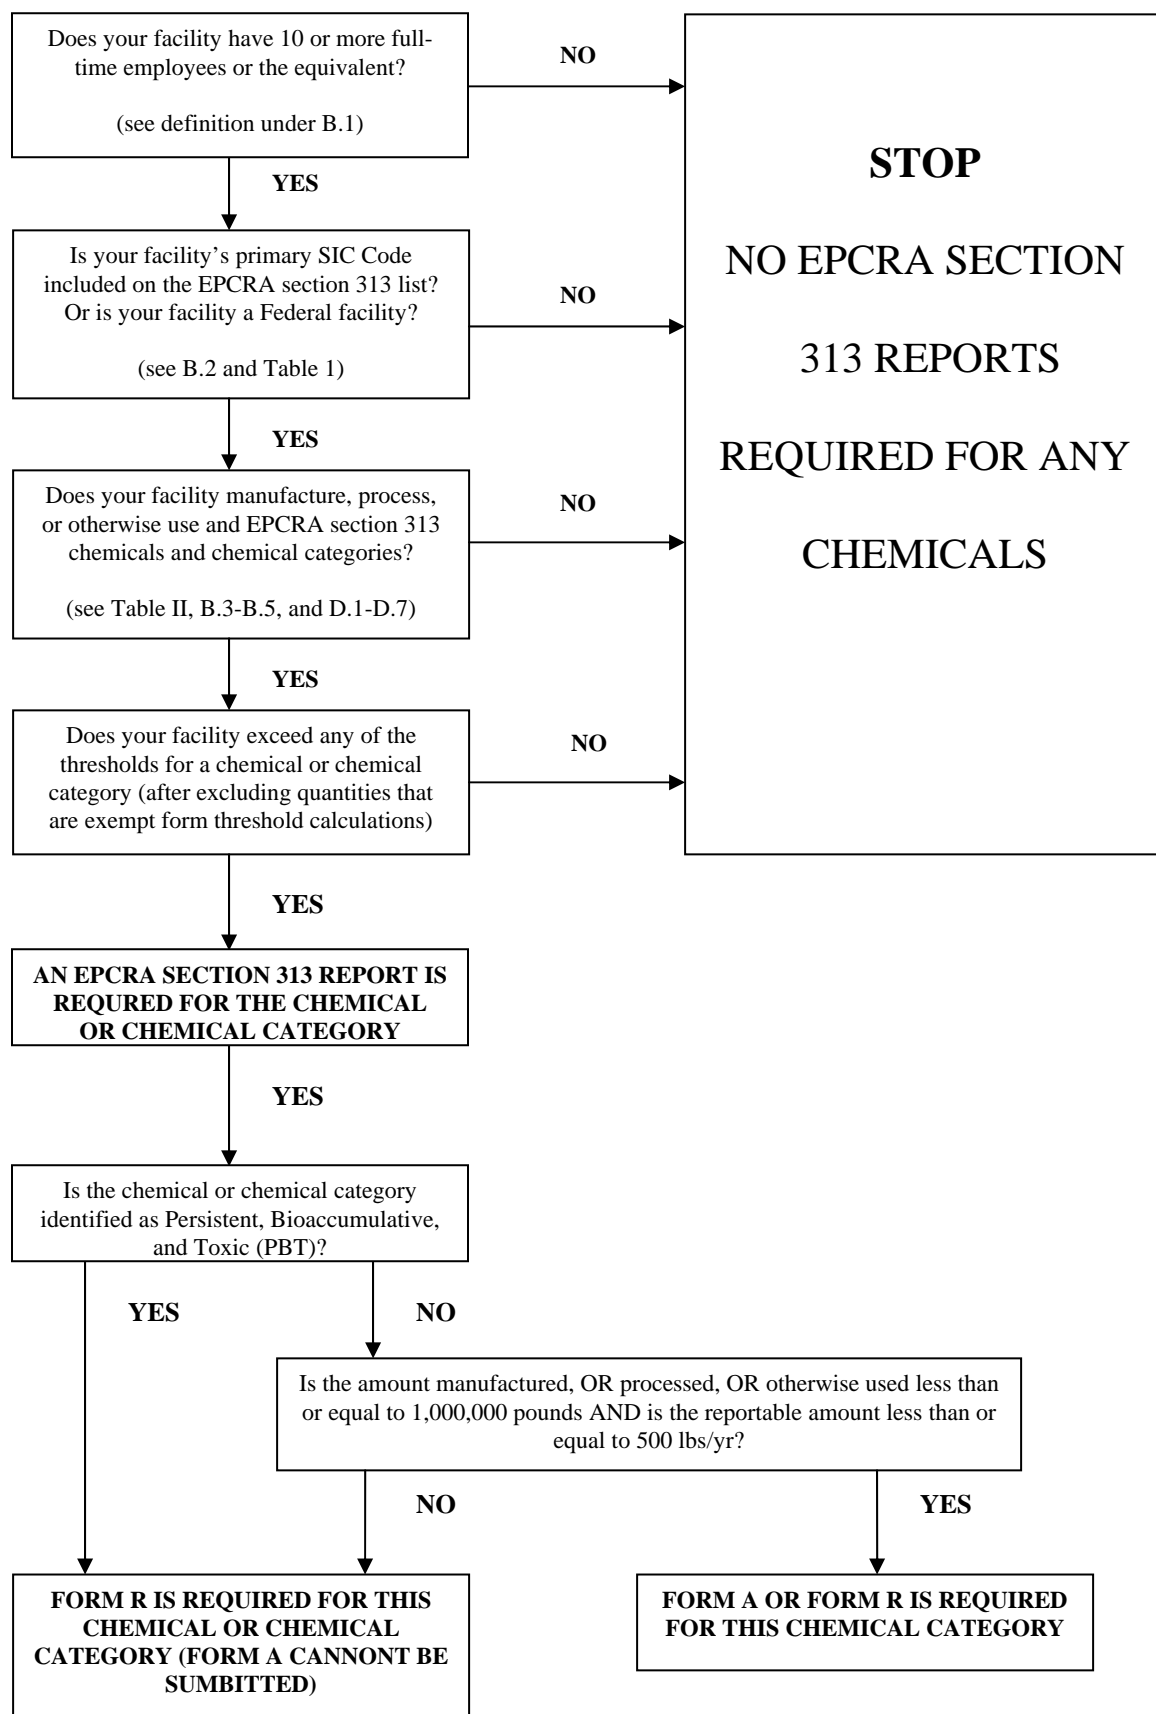 Does your facility have 10 or more full-
time employees or the equivalent?
(see definition under B.1)
NO
STOP
NO EPCRA SECTION
313 REPORTS
REQUIRED FOR ANY
CHEMICALS
YES
Is your facility’s primary SIC Code
included on the EPCRA section 313 list?
Or is your facility a Federal facility?
(see B.2 and Table 1)
NO
YES
Does your facility manufacture, process,
or otherwise use and EPCRA section 313
chemicals and chemical categories?
(see Table II, B.3-B.5, and D.1-D.7)
NO
YES
Does your facility exceed any of the
thresholds for a chemical or chemical
category (after excluding quantities that
are exempt form threshold calculations)
NO
YES
AN EPCRA SECTION 313 REPORT IS
REQURED FOR THE CHEMICAL
OR CHEMICAL CATEGORY
YES
Is the chemical or chemical category
identified as Persistent, Bioaccumulative,
and Toxic (PBT)?
YES
NO
Is the amount manufactured, OR processed, OR otherwise used less than
or equal to 1,000,000 pounds AND is the reportable amount less than or
equal to 500 lbs/yr?
NO
YES
FORM R IS REQUIRED FOR THIS
CHEMICAL OR CHEMICAL
CATEGORY (FORM A CANNONT BE
SUMBITTED)
FORM A OR FORM R IS REQUIRED
FOR THIS CHEMICAL CATEGORY